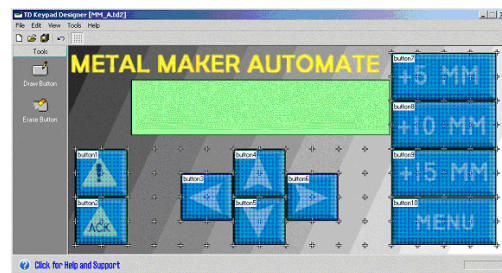 TD Keypad Designer [MM_A.td2]
File Edit View Tools Help
Tools
Draw Button
Erase Button
METAL MAKER AUTOMATE
button7
+5 MM
button8
+10 MM
button1
button4
button9
+15 MM
button3
button6
button2
ACK
button5
button10
MENU
Click for Help and Support